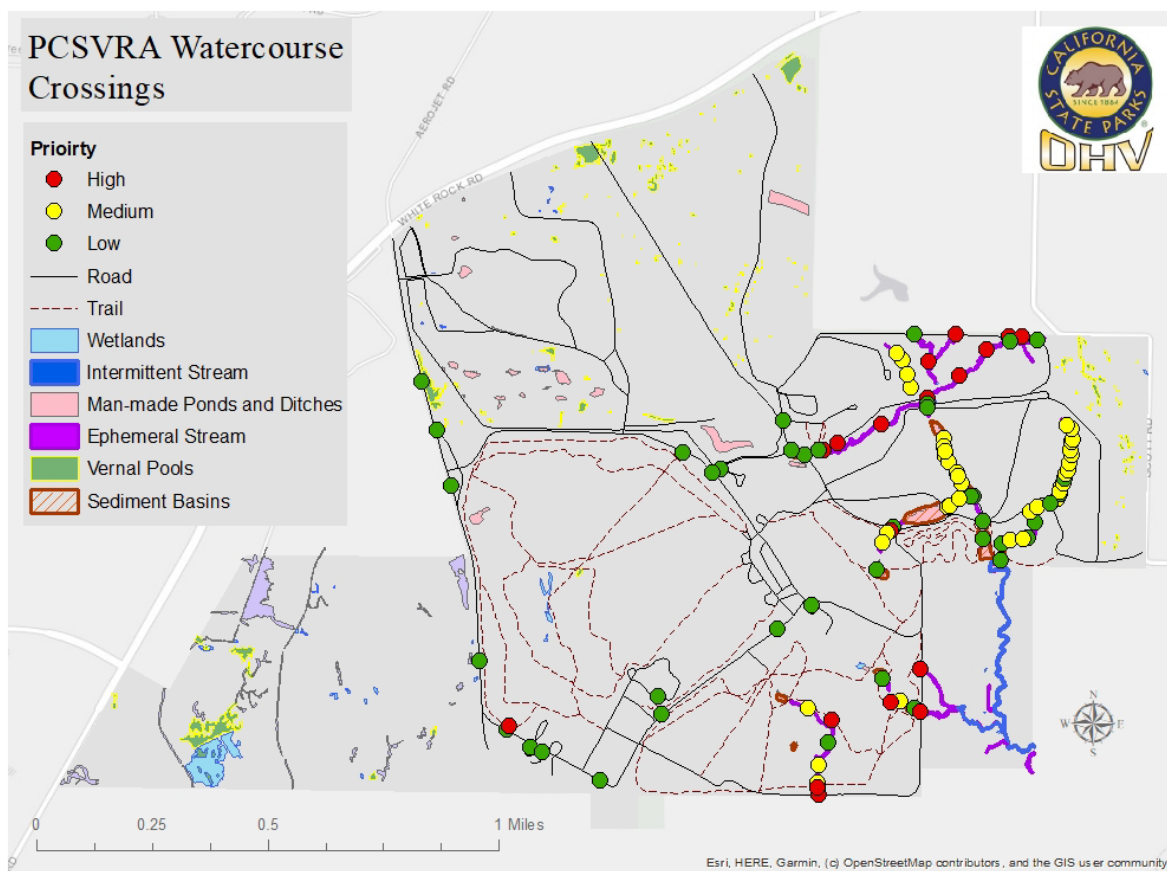 PCSVRA Watercourse
Crossings
Prioirty
High
Medium
Low
Road
Trail
Wetlands
Intermittent Stream
Man-made Ponds and Ditches
Ephemeral Stream
Vernal Pools
Sediment Basins
AEROJET RD
WHITE ROCK RD
SCOTT RD
CALIFORNIA
STATE PARKS
SINCE 1864
OHV
N
W E
S
0 0.25 0.5 1 Miles
Esri, HERE, Garmin, (c) OpenStreetMap contributors, and the GIS user community